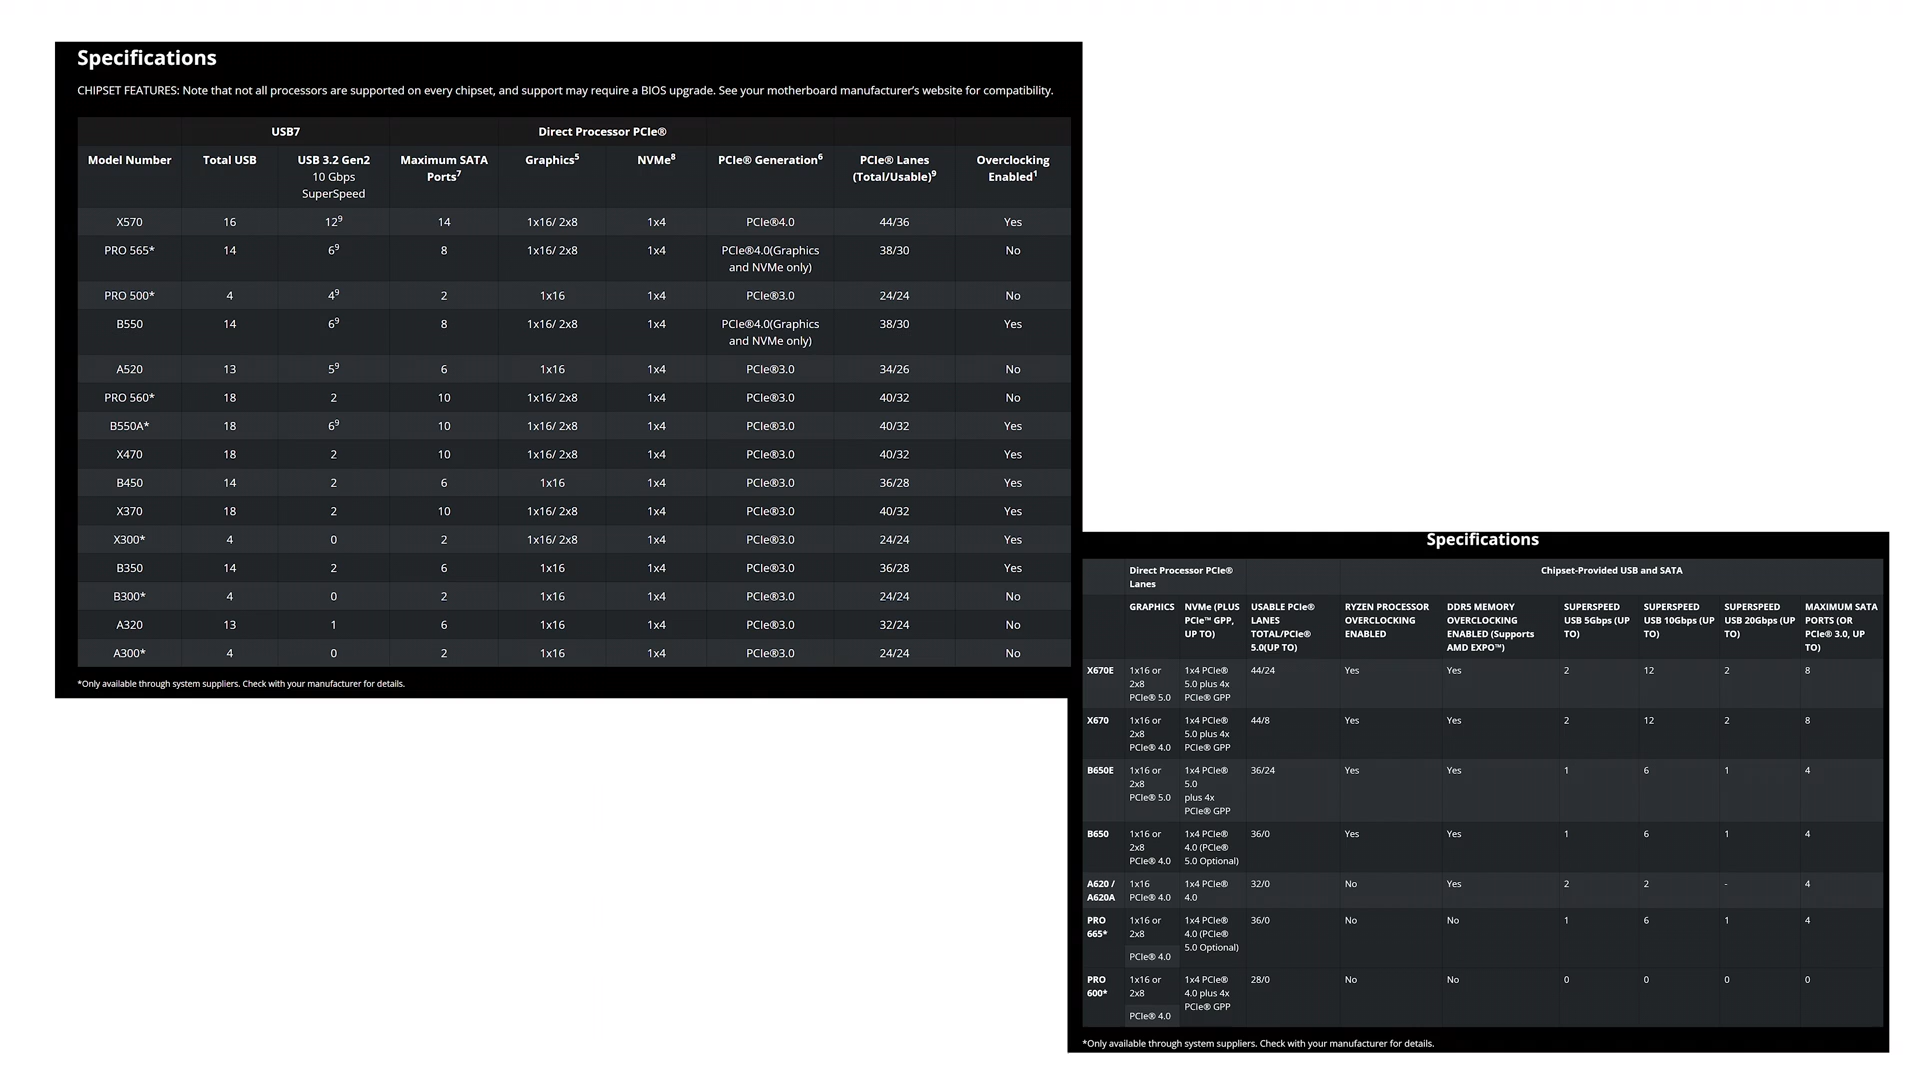 Specifications
CHIPSET FEATURES: Note that not all processors are supported on every chipset, and support may require a BIOS upgrade. See your motherboard manufacturer's website for compatibility.
USB7 Direct Processor PCIe®
Model Number Total USB USB 3.2 Gen2 10 Gbps SuperSpeed Maximum SATA Ports7 Graphics5 NVMe8 PCIe® Generation6 PCIe® Lanes (Total/Usable)9 Overclocking Enabled1
X570 16 129 14 1x16/ 2x8 1x4 PCIe®4.0 44/36 Yes
PRO 565* 14 69 8 1x16/ 2x8 1x4 PCIe®4.0(Graphics and NVMe only) 38/30 No
PRO 500* 4 49 2 1x16 1x4 PCIe®3.0 24/24 No
B550 14 69 8 1x16/ 2x8 1x4 PCIe®4.0(Graphics and NVMe only) 38/30 Yes
A520 13 59 6 1x16 1x4 PCIe®3.0 34/26 No
PRO 560* 18 2 10 1x16/ 2x8 1x4 PCIe®3.0 40/32 No
B550A* 18 69 10 1x16/ 2x8 1x4 PCIe®3.0 40/32 Yes
X470 18 2 10 1x16/ 2x8 1x4 PCIe®3.0 40/32 Yes
B450 14 2 6 1x16 1x4 PCIe®3.0 36/28 Yes
X370 18 2 10 1x16/ 2x8 1x4 PCIe®3.0 40/32 Yes
X300* 4 0 2 1x16/ 2x8 1x4 PCIe®3.0 24/24 Yes
B350 14 2 6 1x16 1x4 PCIe®3.0 36/28 Yes
B300* 4 0 2 1x16 1x4 PCIe®3.0 24/24 No
A320 13 1 6 1x16 1x4 PCIe®3.0 32/24 No
A300* 4 0 2 1x16 1x4 PCIe®3.0 24/24 No
*Only available through system suppliers. Check with your manufacturer for details.
Specifications
Direct Processor PCIe® Lanes Chipset-Provided USB and SATA
GRAPHICS NVMe (PLUS PCIe™ GPP, UP TO) USABLE PCIe® LANES TOTAL/PCIe® 5.0(UP TO) RYZEN PROCESSOR OVERCLOCKING ENABLED DDR5 MEMORY OVERCLOCKING ENABLED (Supports AMD EXPO™) SUPERSPEED USB 5Gbps (UP TO) SUPERSPEED USB 10Gbps (UP TO) SUPERSPEED USB 20Gbps (UP TO) MAXIMUM SATA PORTS (OR PCIe® 3.0, UP TO)
X670E 1x16 or 2x8 PCIe® 5.0 1x4 PCIe® 5.0 plus 4x PCIe® GPP 44/24 Yes Yes 2 12 2 8
X670 1x16 or 2x8 PCIe® 4.0 1x4 PCIe® 5.0 plus 4x PCIe® GPP 44/8 Yes Yes 2 12 2 8
B650E 1x16 or 2x8 PCIe® 5.0 1x4 PCIe® 5.0 plus 4x PCIe® GPP 36/24 Yes Yes 1 6 1 4
B650 1x16 or 2x8 PCIe® 4.0 1x4 PCIe® 4.0 (PCIe® 5.0 Optional) 36/0 Yes Yes 1 6 1 4
A620 / A620A 1x16 PCIe® 4.0 1x4 PCIe® 4.0 32/0 No Yes 2 2 - 4
PRO 665* 1x16 or 2x8 PCIe® 4.0 1x4 PCIe® 4.0 (PCIe® 5.0 Optional) 36/0 No No 1 6 1 4
PRO 600* 1x16 or 2x8 PCIe® 4.0 1x4 PCIe® 4.0 plus 4x PCIe® GPP 28/0 No No 0 0 0 0
*Only available through system suppliers. Check with your manufacturer for details.